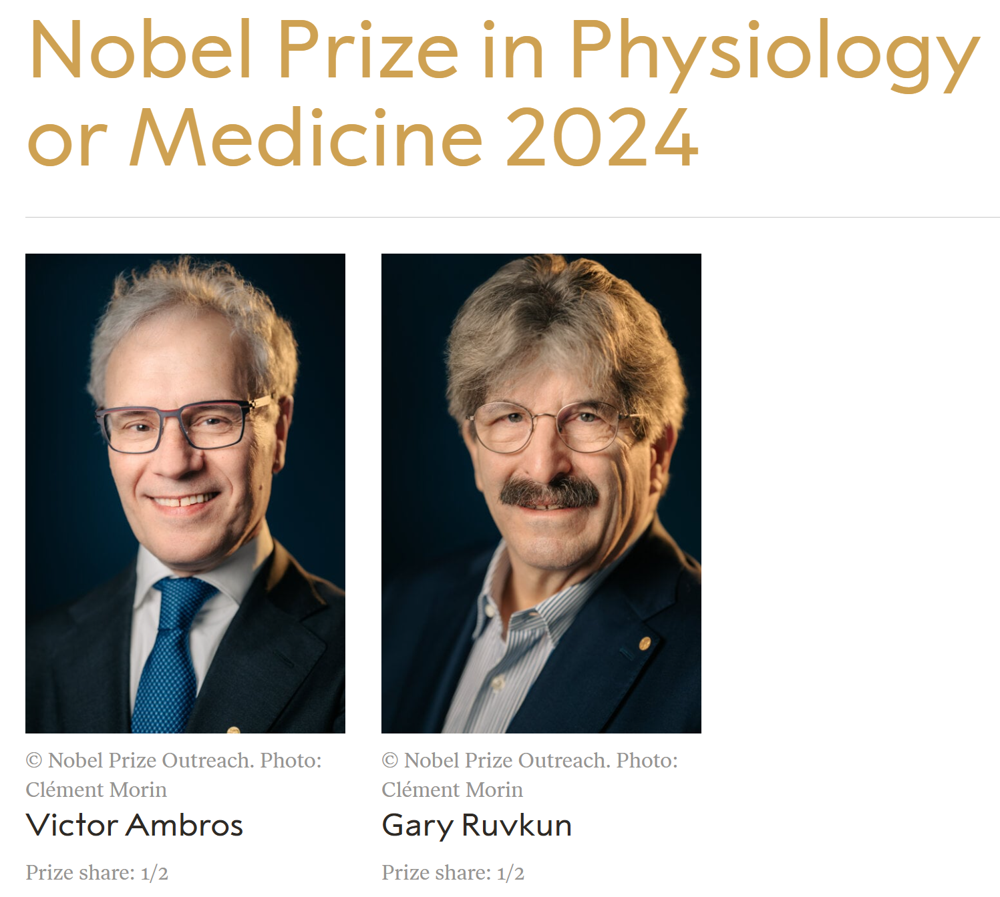 Nobel Prize in Physiology
or Medicine 2024
© Nobel Prize Outreach. Photo:
Clément Morin
Victor Ambros
Prize share: 1/2
© Nobel Prize Outreach. Photo:
Clément Morin
Gary Ruvkun
Prize share: 1/2